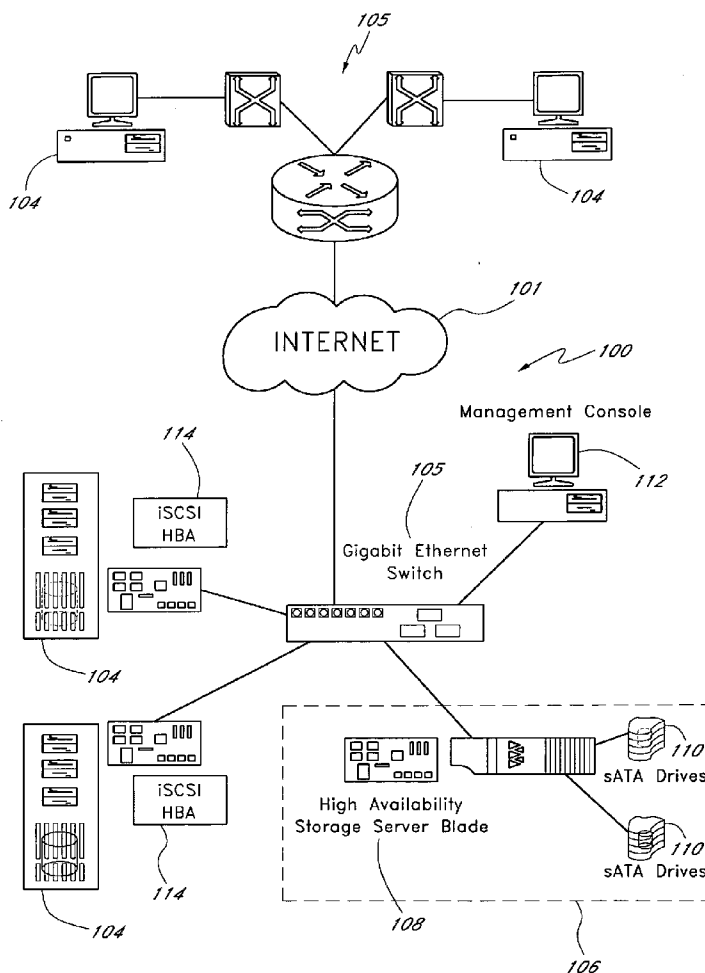 105
104
104
101
INTERNET
100
Management Console
114
105
112
iSCSI
HBA
Gigabit Ethernet
Switch
104
110
sATA Drives
iSCSI
HBA
High Availability
Storage Server Blade
110
sATA Drives
114
104
108
106